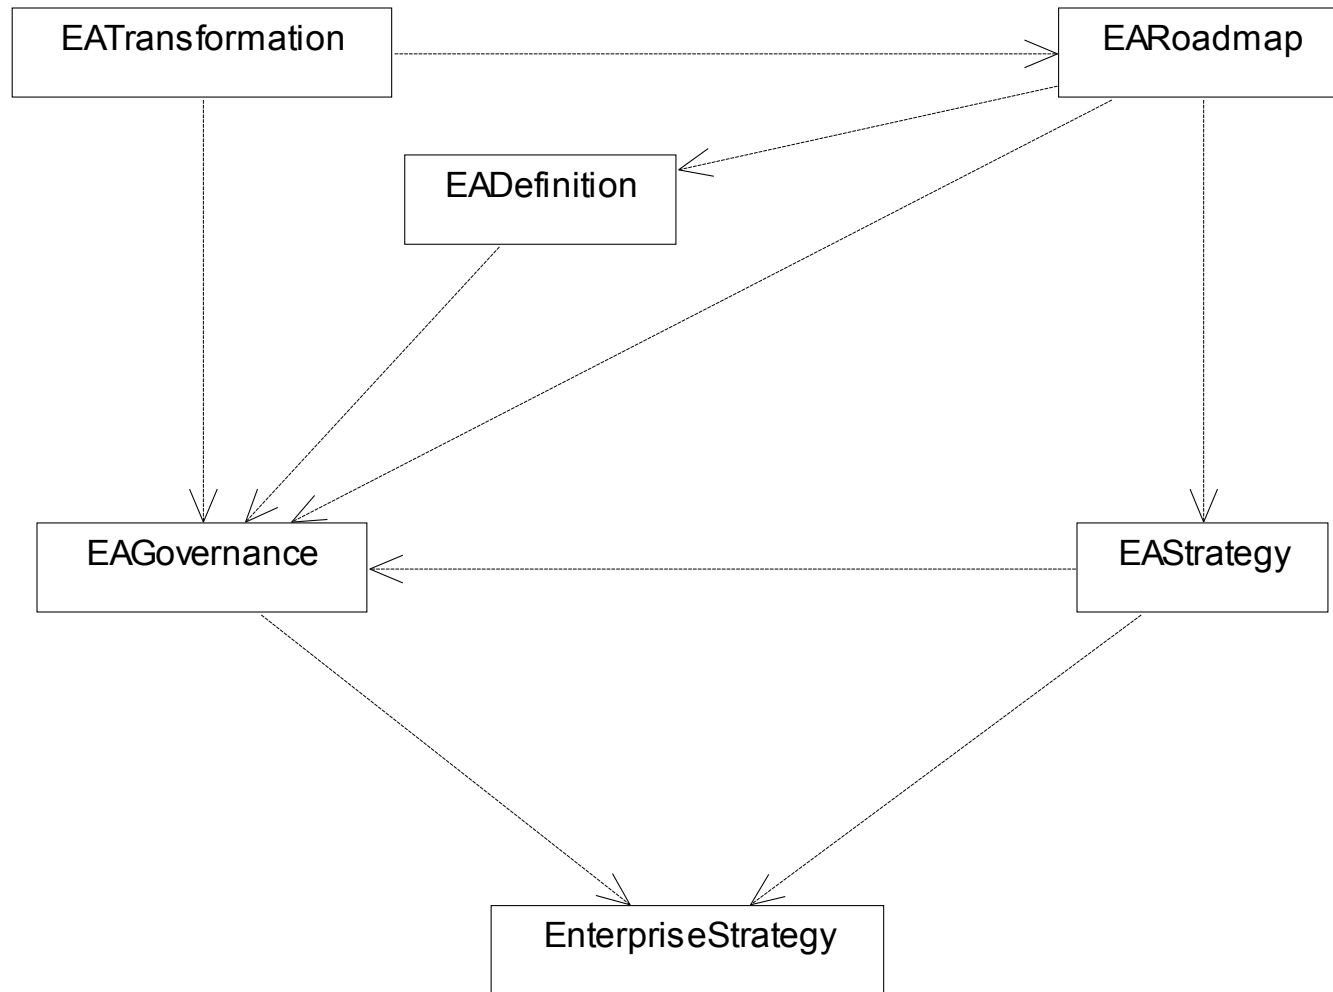 EATransformation
EARoadmap
EADefinition
EAGovernance
EAStrategy
EnterpriseStrategy